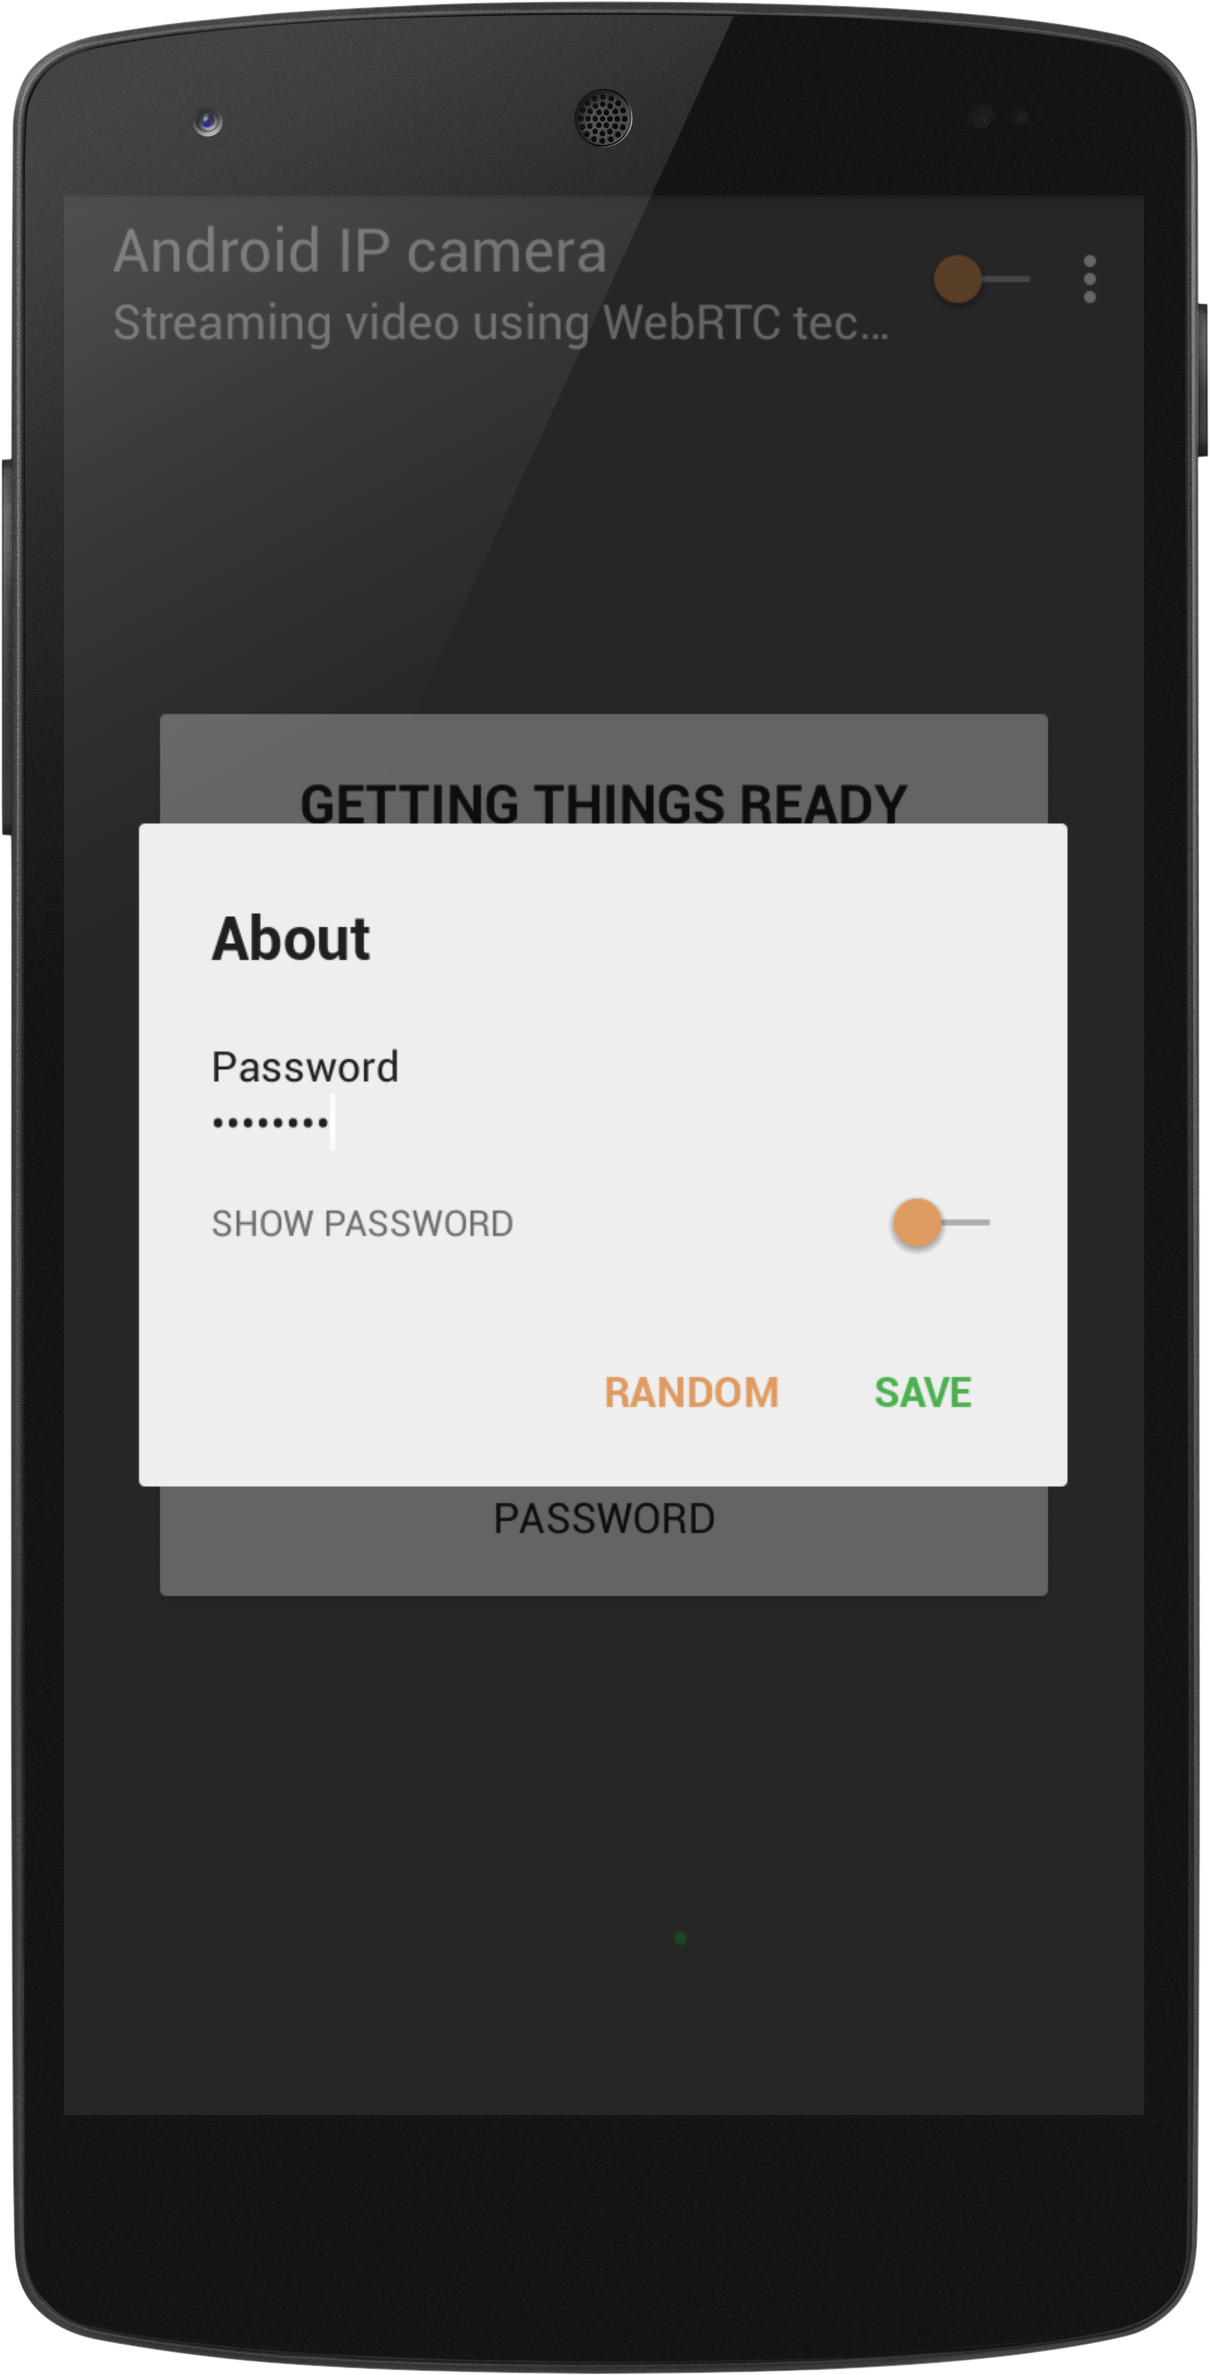 Android IP camera
Streaming video using WebRTC tec...
GETTING THINGS READY
About
Password
••••••••
SHOW PASSWORD
RANDOM
SAVE
PASSWORD